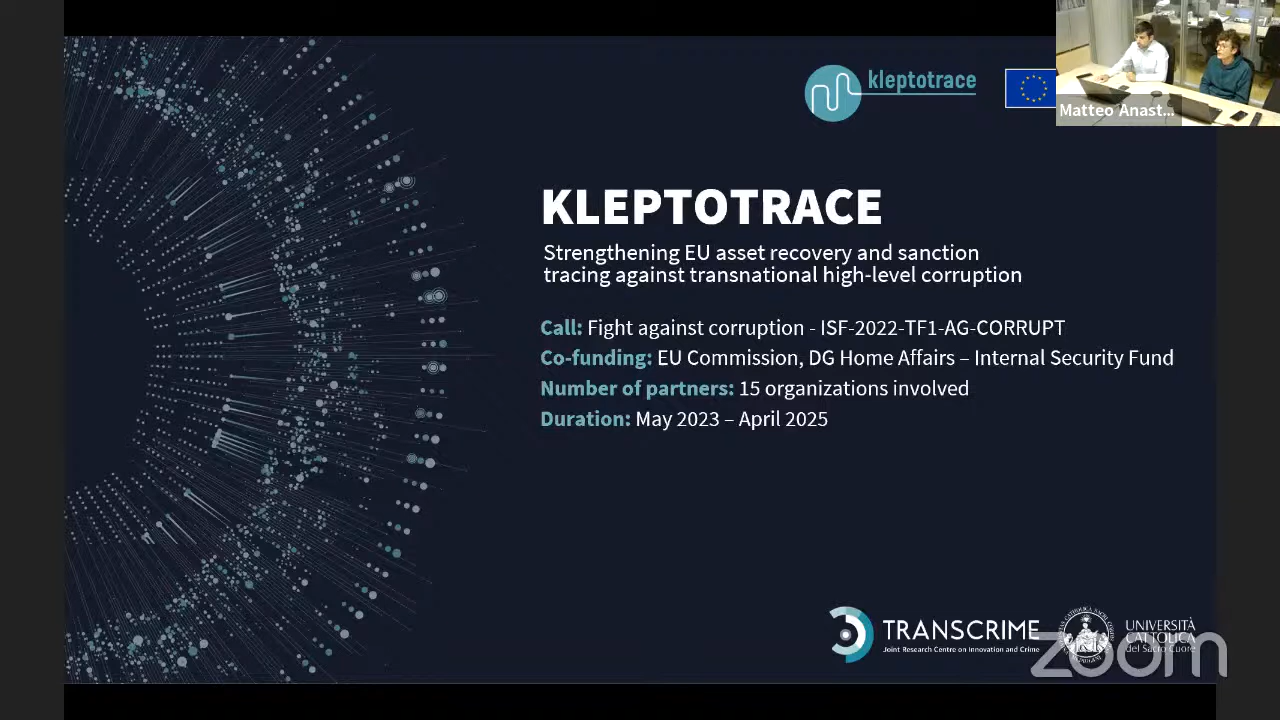 kleptotrace
Matteo Anast...
KLEPTOTRACE
Strengthening EU asset recovery and sanction
tracing against transnational high-level corruption
Call: Fight against corruption - ISF-2022-TF1-AG-CORRUPT
Co-funding: EU Commission, DG Home Affairs – Internal Security Fund
Number of partners: 15 organizations involved
Duration: May 2023 – April 2025
TRANSCRIME
Joint Research Centre on Innovation and Crime
UNIVERSITÀ
CATTOLICA
del Sacro Cuore
zoom